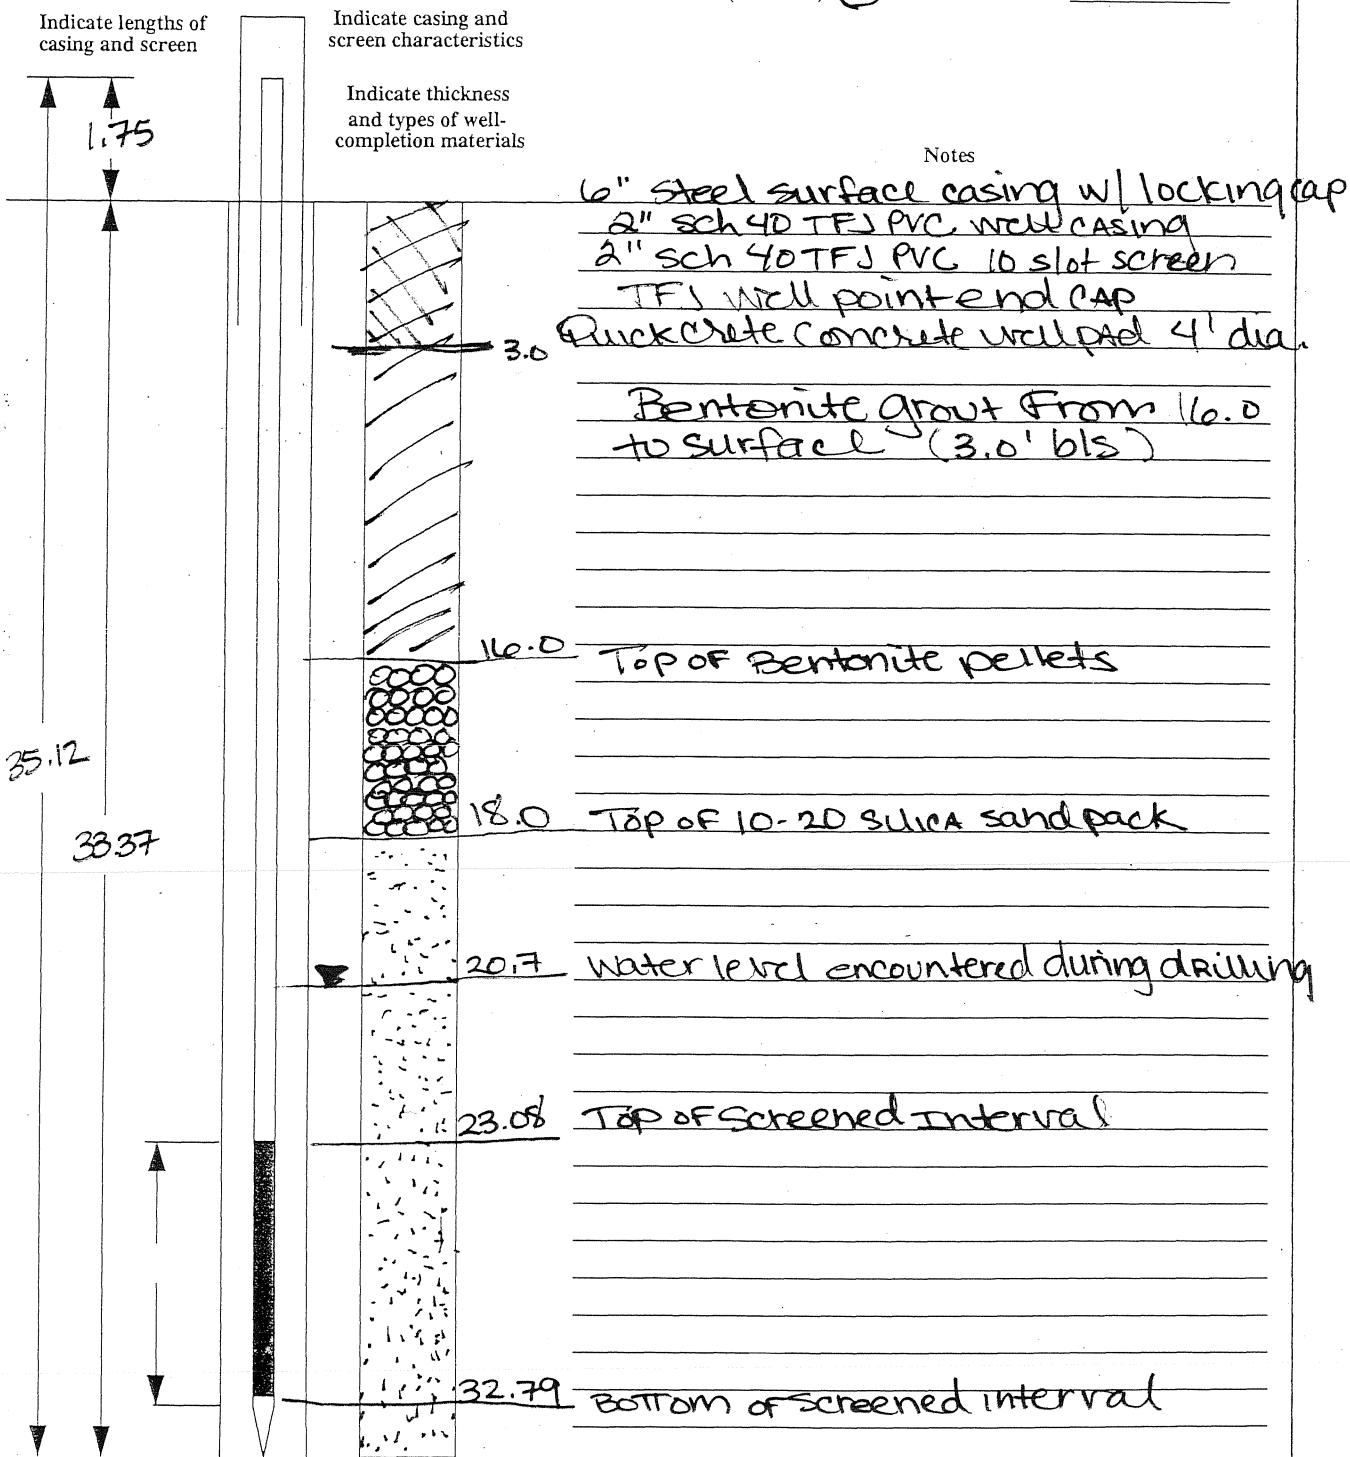 Indicate lengths of
casing and screen
Indicate casing and
screen characteristics
Indicate thickness
and types of well-
completion materials
1.75
Notes
6" Steel surface casing w/ locking cap
2" Sch 40 TFJ PVC well casing
2" Sch 40 TFJ PVC 10 slot screen
TFJ well point end cap
Quickcrete concrete well pad 4' dia.
3.0
Bentonite grout from 16.0
to surface (3.0' bls)
16.0 Top of Bentonite pellets
35.12
18.0 Top of 10-20 silica sand pack
33.37
20.7 Water level encountered during drilling
23.08 Top of Screened Interval
32.79 Bottom of screened interval